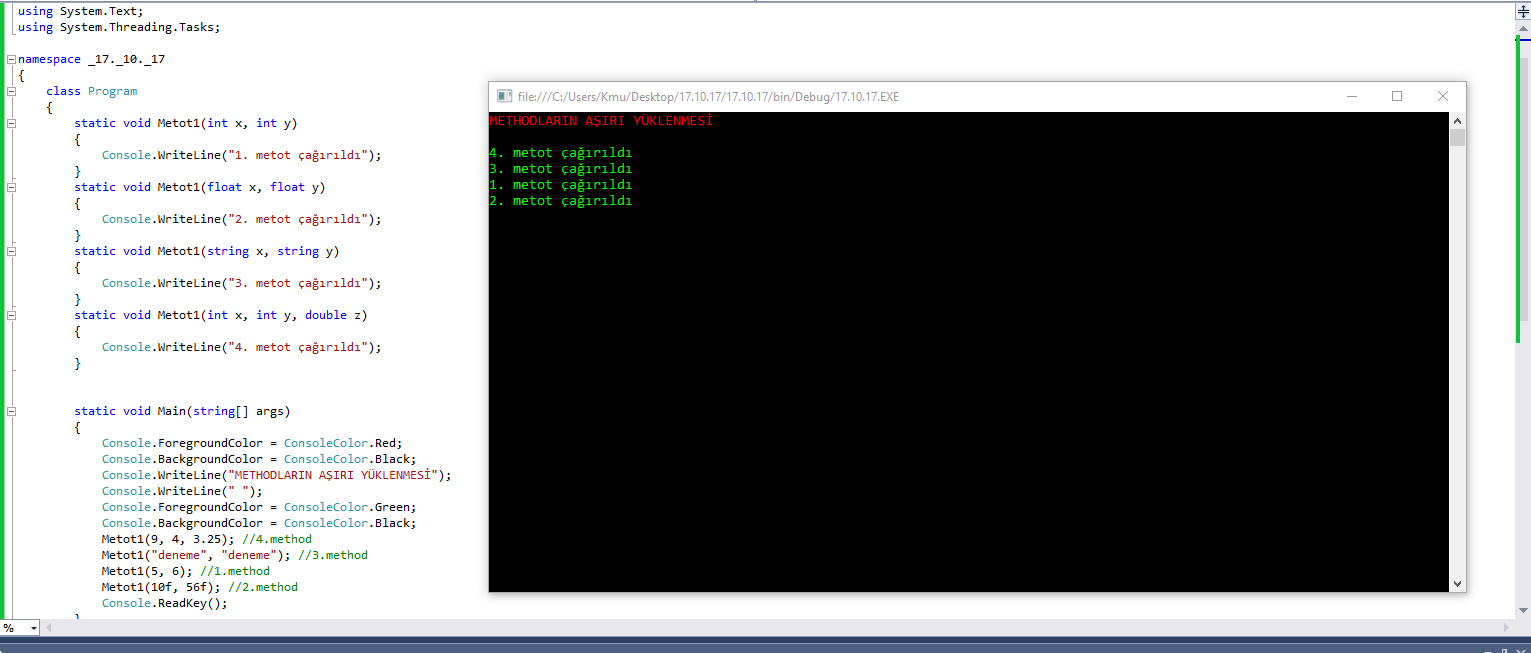 using System.Text;
using System.Threading.Tasks;
namespace _17._10._17
{
class Program
{
static void Metot1(int x, int y)
{
Console.WriteLine("1. metot çağırıldı");
}
static void Metot1(float x, float y)
{
Console.WriteLine("2. metot çağırıldı");
}
static void Metot1(string x, string y)
{
Console.WriteLine("3. metot çağırıldı");
}
static void Metot1(int x, int y, double z)
{
Console.WriteLine("4. metot çağırıldı");
}
static void Main(string[] args)
{
Console.ForegroundColor = ConsoleColor.Red;
Console.BackgroundColor = ConsoleColor.Black;
Console.WriteLine("METHODLARIN AŞIRI YÜKLENMESİ");
Console.WriteLine(" ");
Console.ForegroundColor = ConsoleColor.Green;
Console.BackgroundColor = ConsoleColor.Black;
Metot1(9, 4, 3.25); //4.method
Metot1("deneme", "deneme"); //3.method
Metot1(5, 6); //1.method
Metot1(10f, 56f); //2.method
Console.ReadKey();
}
%
file:///C:/Users/Kmu/Desktop/17.10.17/17.10.17/bin/Debug/17.10.17.EXE
METHODLARIN AŞIRI YÜKLENMESİ
4. metot çağırıldı
3. metot çağırıldı
1. metot çağırıldı
2. metot çağırıldı